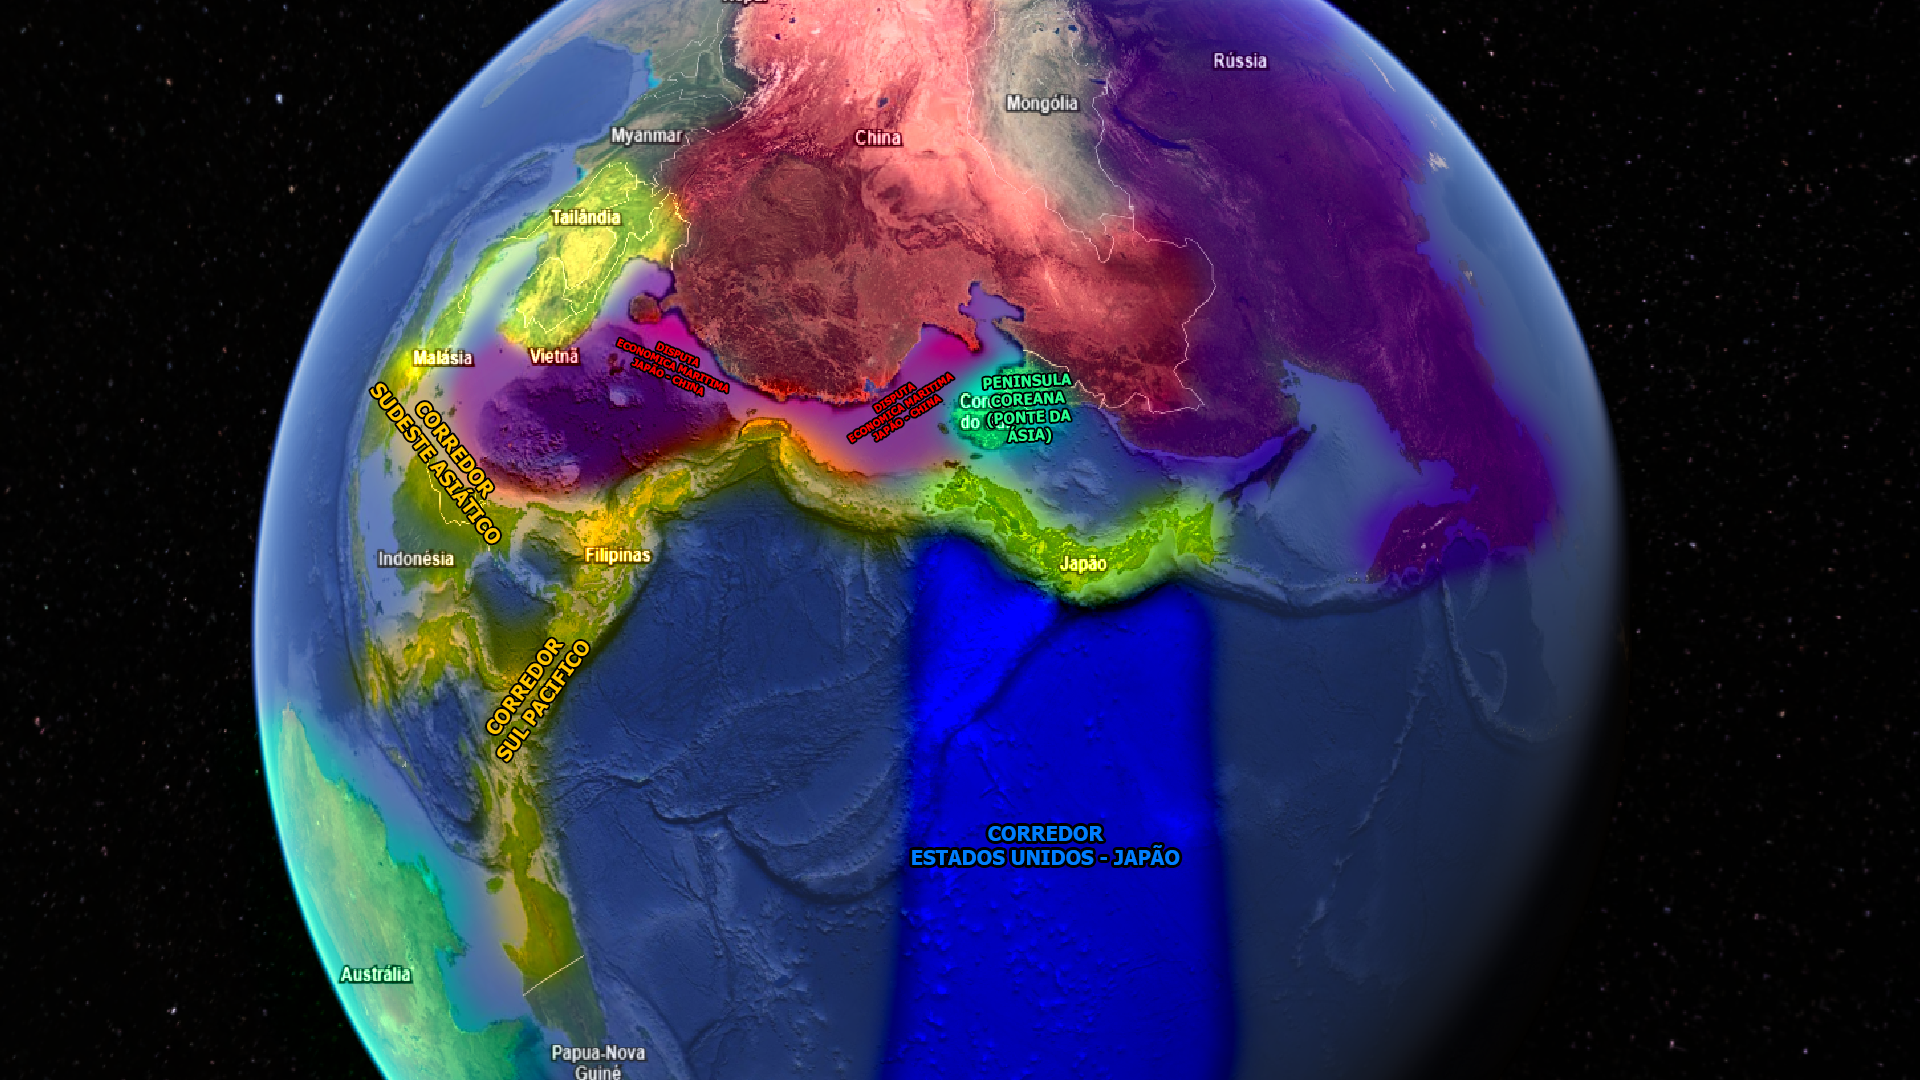 Rússia
Mongólia
Myanmar
China
Tailândia
Malásia
Vietnã
DISPUTA
ECONOMICA MARITIMA
JAPÃO - CHINA
DISPUTA
ECONOMICA MARITIMA
JAPÃO - CHINA
PENINSULA
COREANA
(PONTE DA
ÁSIA)
do
CORREDOR
SUDESTE ASIÁTICO
Indonésia
Filipinas
Japão
CORREDOR
SUL PACIFICO
CORREDOR
ESTADOS UNIDOS - JAPÃO
Austrália
Papua-Nova
Guiné